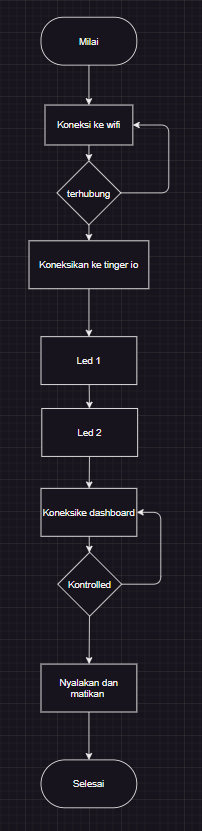 Milai
Koneksi ke wifi
terhubung
Koneksikan ke tinger io
Led 1
Led 2
Koneksike dashboard
Kontrolled
Nyalakan dan
matikan
Selesai